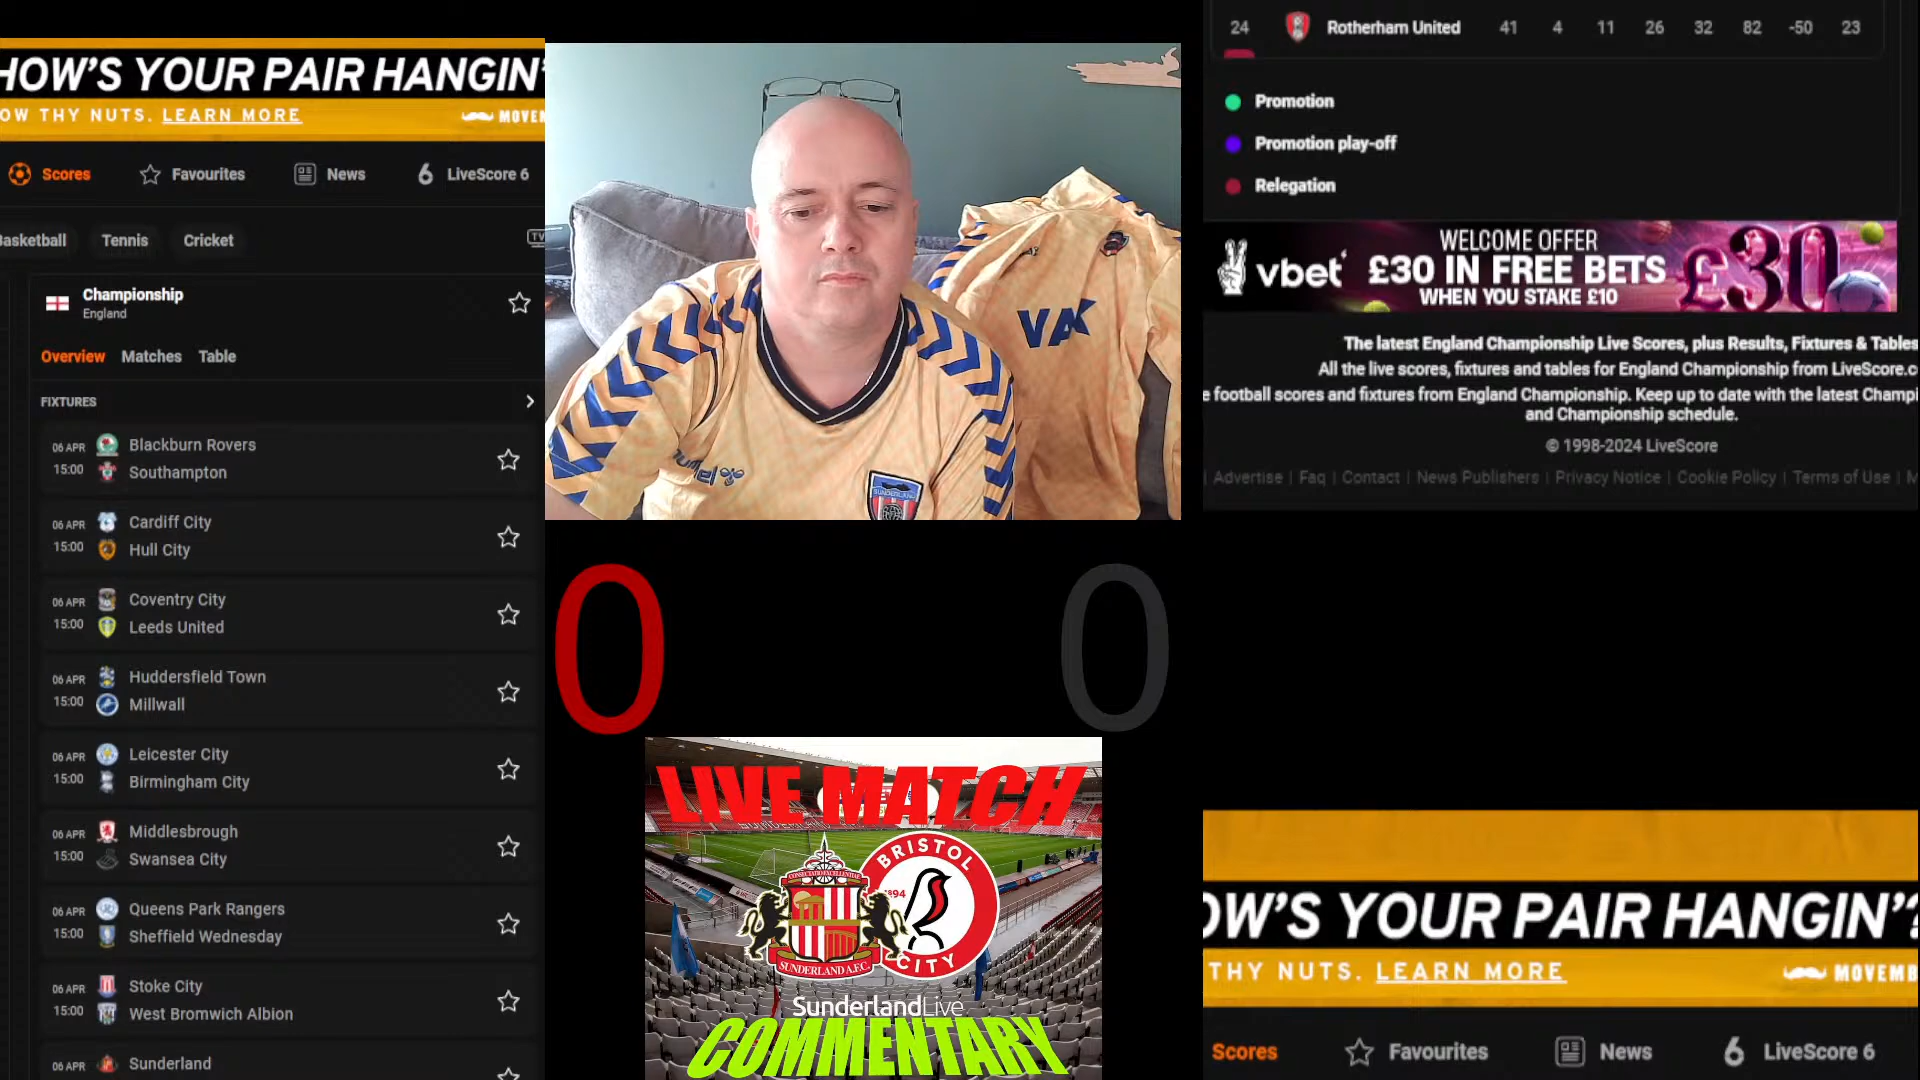 HOW'S YOUR PAIR HANGIN'
OW THY NUTS. LEARN MORE
MOVEM
Scores
Favourites
News
6 LiveScore 6
Basketball
Tennis
Cricket
TV
Championship
England
Overview
Matches
Table
FIXTURES
06 APR
15:00
Blackburn Rovers
Southampton
06 APR
15:00
Cardiff City
Hull City
06 APR
15:00
Coventry City
Leeds United
06 APR
15:00
Huddersfield Town
Millwall
06 APR
15:00
Leicester City
Birmingham City
06 APR
15:00
Middlesbrough
Swansea City
06 APR
15:00
Queens Park Rangers
Sheffield Wednesday
06 APR
15:00
Stoke City
West Bromwich Albion
06 APR
Sunderland
hummel
SUNDERLAND
0
0
LIVE MATCH
CONSECTATIO EXCELLENTIAE
SUNDERLAND A.F.C.
BRISTOL
1894
CITY
SunderlandLive
COMMENTARY
24 Rotherham United 41 4 11 26 32 82 -50 23
Promotion
Promotion play-off
Relegation
vbet
WELCOME OFFER
£30 IN FREE BETS
WHEN YOU STAKE £10
£30
The latest England Championship Live Scores, plus Results, Fixtures & Tables
All the live scores, fixtures and tables for England Championship from LiveScore.c
e football scores and fixtures from England Championship. Keep up to date with the latest Champi
and Championship schedule.
© 1998-2024 LiveScore
| Advertise | Faq | Contact | News Publishers | Privacy Notice | Cookie Policy | Terms of Use | M
OW'S YOUR PAIR HANGIN'?
THY NUTS. LEARN MORE
MOVEMB
Scores
Favourites
News
6 LiveScore 6